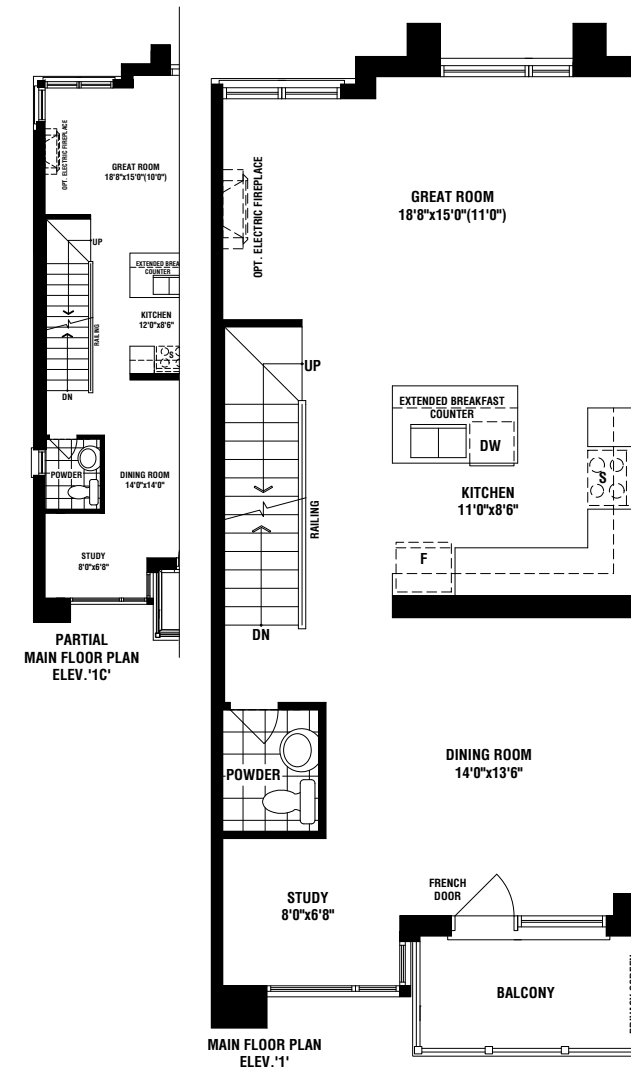 OPT. ELECTRIC FIREPLACE
GREAT ROOM
18'8"x15'0"(10'0")
UP
EXTENDED BREA
COUNTER
KITCHEN
12'0"x8'6"
S
RAILING
DN
POWDER
DINING ROOM
14'0"x14'0"
STUDY
8'0"x6'8"
PARTIAL
MAIN FLOOR PLAN
ELEV.'1C'
OPT. ELECTRIC FIREPLACE
GREAT ROOM
18'8"x15'0"(11'0")
UP
EXTENDED BREAKFAST
COUNTER
DW
S
KITCHEN
11'0"x8'6"
RAILING
F
DN
POWDER
DINING ROOM
14'0"x13'6"
STUDY
8'0"x6'8"
FRENCH
DOOR
BALCONY
MAIN FLOOR PLAN
ELEV.'1'